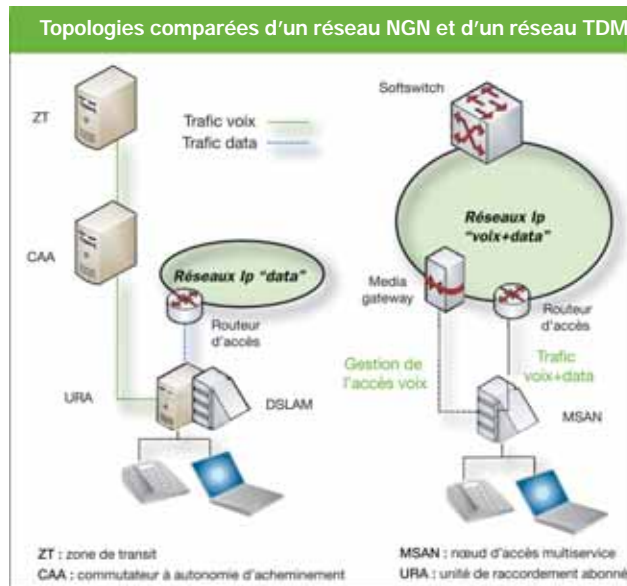 Topologies comparées d'un réseau NGN et d'un réseau TDM
ZT
Trafic voix
Trafic data
CAA
Réseaux Ip "data"
Routeur
d'accès
URA
DSLAM
Softswitch
Réseaux Ip
"voix+data"
Media
gateway
Routeur
d'accès
Gestion de
l'accès voix
Trafic
voix+data
MSAN
ZT : zone de transit
CAA : commutateur à autonomie d'acheminement
MSAN : nœud d'accès multiservice
URA : unité de raccordement abonné